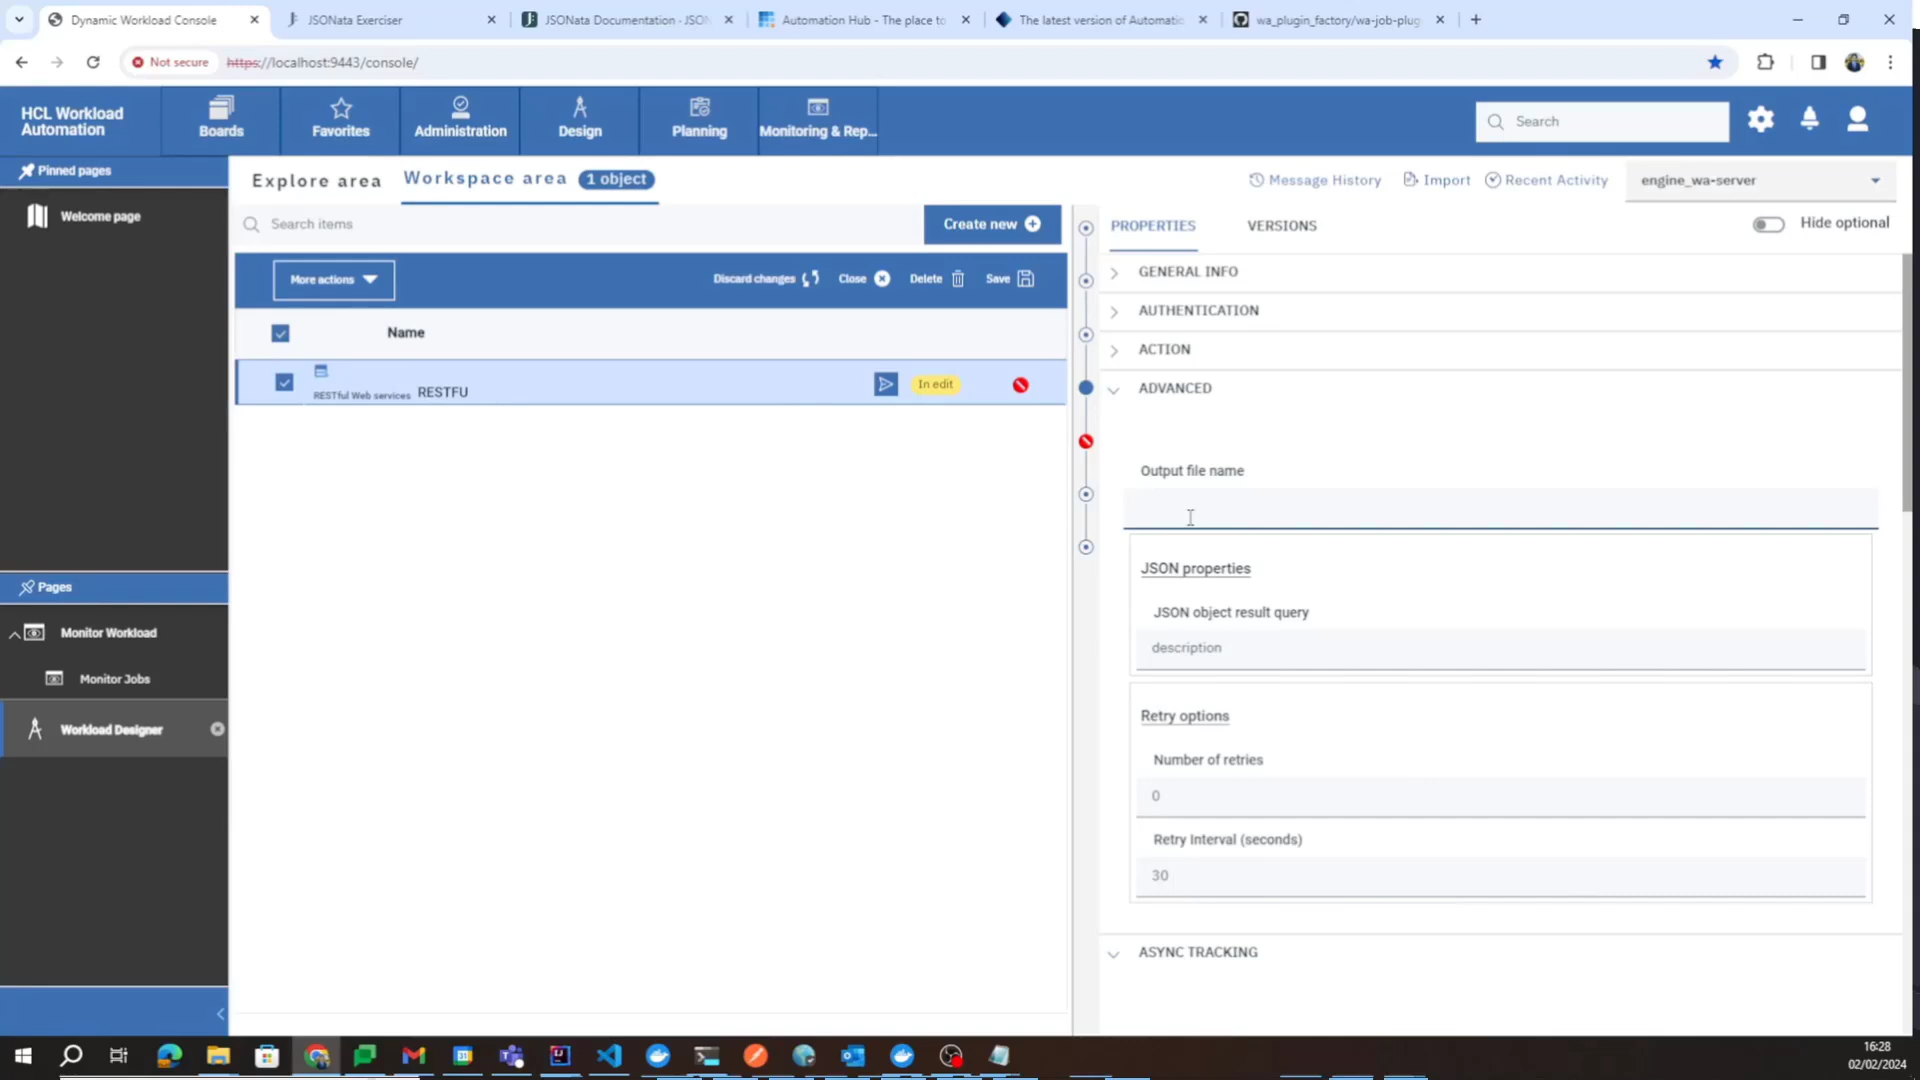 Dynamic Workload Console
JSONata Exerciser
JSONata Documentation · JSON
Automation Hub - The place to
The latest version of Automatic
wa_plugin_factory/wa-job-plug
Not secure
https://localhost:9443/console/
HCL Workload
Automation
Boards
Favorites
Administration
Design
Planning
Monitoring & Rep...
Search
Pinned pages
Welcome page
Explore area
Workspace area
1 object
Message History
Import
Recent Activity
engine_wa-server
Search items
Create new
PROPERTIES
VERSIONS
Hide optional
More actions
Discard changes
Close
Delete
Save
Name
RESTful Web services RESTFU
In edit
GENERAL INFO
AUTHENTICATION
ACTION
ADVANCED
Output file name
JSON properties
JSON object result query
description
Retry options
Number of retries
0
Retry Interval (seconds)
30
ASYNC TRACKING
Pages
Monitor Workload
Monitor Jobs
Workload Designer
16:28
02/02/2024